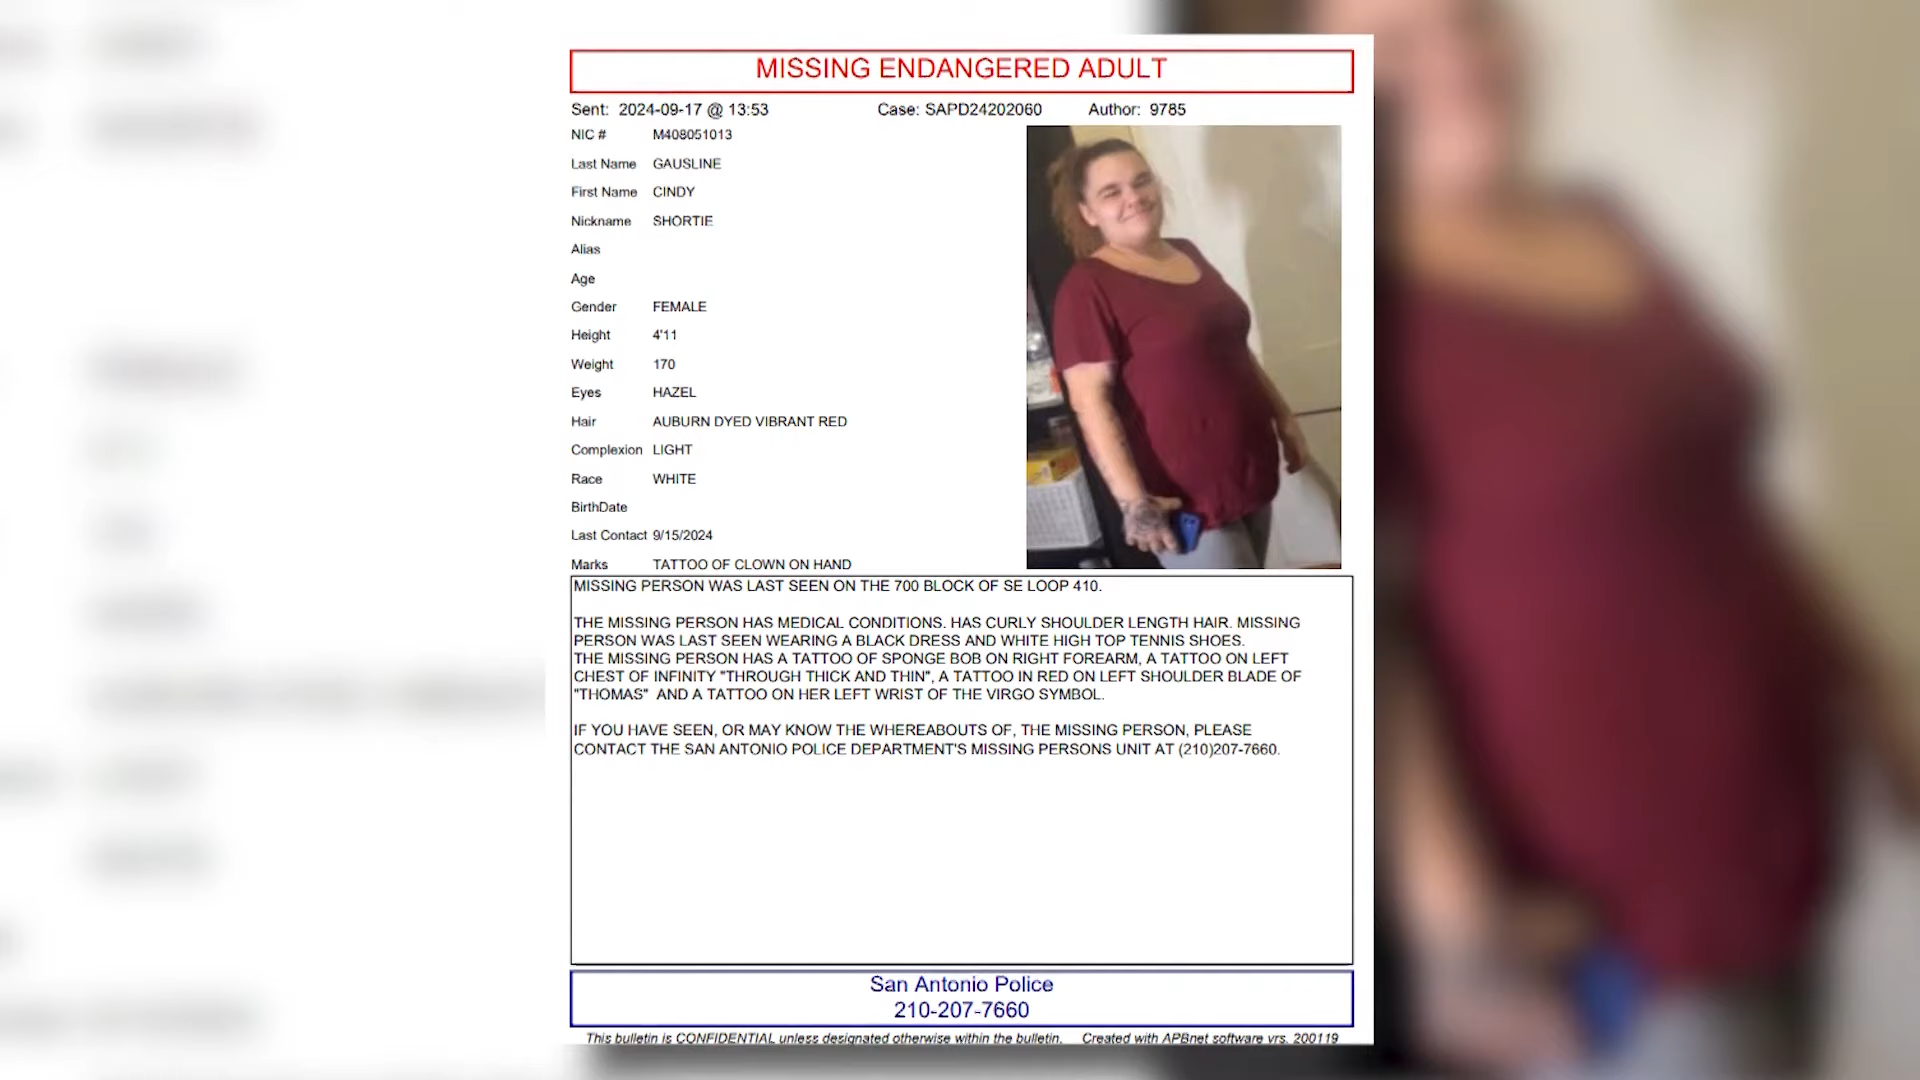 MISSING ENDANGERED ADULT
Sent: 2024-09-17 @ 13:53 Case: SAPD24202060 Author: 9785
NIC # M408051013
Last Name GAUSLINE
First Name CINDY
Nickname SHORTIE
Alias
Age
Gender FEMALE
Height 4'11
Weight 170
Eyes HAZEL
Hair AUBURN DYED VIBRANT RED
Complexion LIGHT
Race WHITE
BirthDate
Last Contact 9/15/2024
Marks TATTOO OF CLOWN ON HAND
MISSING PERSON WAS LAST SEEN ON THE 700 BLOCK OF SE LOOP 410.
THE MISSING PERSON HAS MEDICAL CONDITIONS. HAS CURLY SHOULDER LENGTH HAIR. MISSING
PERSON WAS LAST SEEN WEARING A BLACK DRESS AND WHITE HIGH TOP TENNIS SHOES.
THE MISSING PERSON HAS A TATTOO OF SPONGE BOB ON RIGHT FOREARM, A TATTOO ON LEFT
CHEST OF INFINITY "THROUGH THICK AND THIN", A TATTOO IN RED ON LEFT SHOULDER BLADE OF
"THOMAS" AND A TATTOO ON HER LEFT WRIST OF THE VIRGO SYMBOL.
IF YOU HAVE SEEN, OR MAY KNOW THE WHEREABOUTS OF, THE MISSING PERSON, PLEASE
CONTACT THE SAN ANTONIO POLICE DEPARTMENT'S MISSING PERSONS UNIT AT (210)207-7660.
San Antonio Police
210-207-7660
This bulletin is CONFIDENTIAL unless designated otherwise within the bulletin. Created with APBnet software vrs. 200119